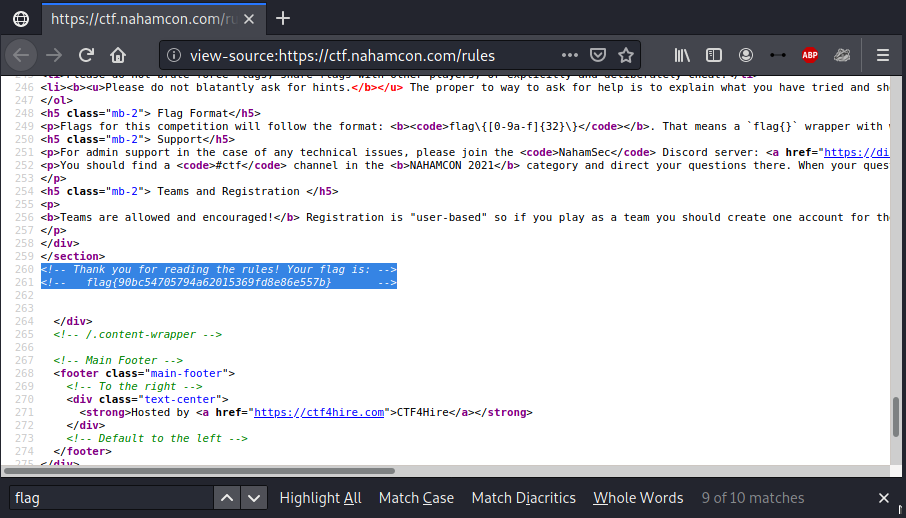 https://ctf.nahamcon.com/ru
view-source:https://ctf.nahamcon.com/rules
ABP
246 <li><b><u>Please do not blatantly ask for hints.</b></u> The proper to way to ask for help is to explain what you have tried and sh
247 </ol>
248 <h5 class="mb-2"> Flag Format</h5>
249 <p>Flags for this competition will follow the format: <b><code>flag\{[0-9a-f]{32}\}</code></b>. That means a `flag{}` wrapper with
250 <h5 class="mb-2"> Support</h5>
251 <p>For admin support in the case of any technical issues, please join the <code>NahamSec</code> Discord server: <a href="https://di
252 <p>You should find a <code>#ctf</code> channel in the <b>NAHAMCON 2021</b> category and direct your questions there. When your ques
253 </p>
254 <h5 class="mb-2"> Teams and Registration </h5>
255 <p>
256 <b>Teams are allowed and encouraged!</b> Registration is "user-based" so if you play as a team you should create one account for th
257 </p>
258 </div>
259 </section>
260 <!-- Thank you for reading the rules! Your flag is: -->
261 <!--   flag{90bc54705794a62015369fd8e86e557b}       -->
262
263
264   </div>
265   <!-- /.content-wrapper -->
266
267   <!-- Main Footer -->
268   <footer class="main-footer">
269     <!-- To the right -->
270     <div class="text-center">
271       <strong>Hosted by <a href="https://ctf4hire.com">CTF4Hire</a></strong>
272     </div>
273     <!-- Default to the left -->
274   </footer>
275 </div>
flag Highlight All Match Case Match Diacritics Whole Words 9 of 10 matches